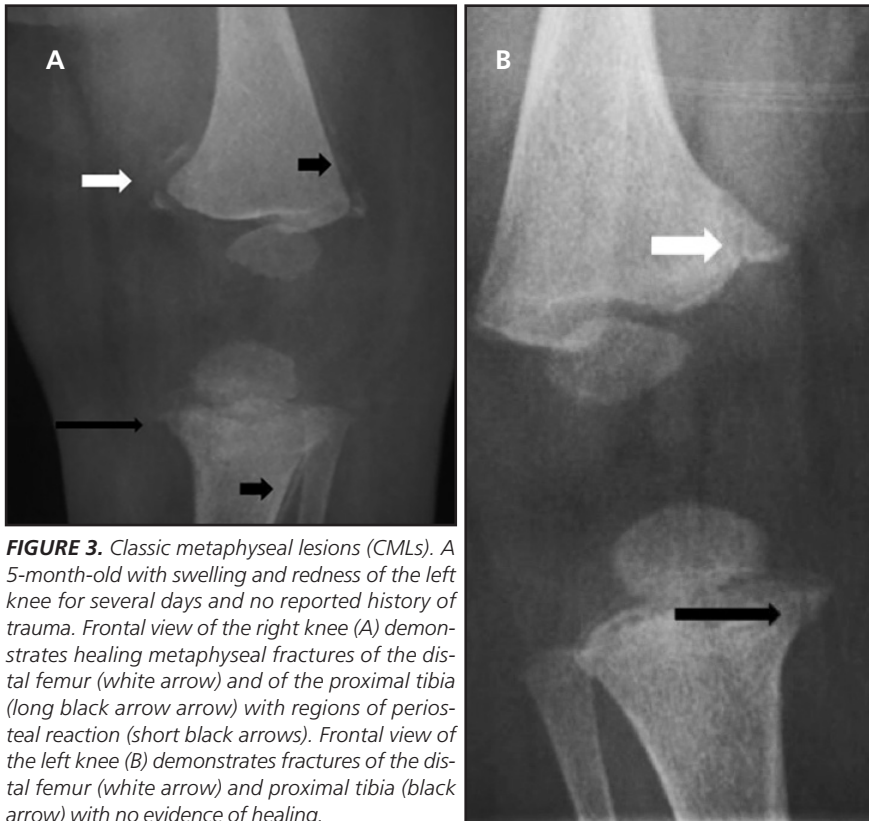 A
B
FIGURE 3. Classic metaphyseal lesions (CMLs). A
5-month-old with swelling and redness of the left
knee for several days and no reported history of
trauma. Frontal view of the right knee (A) demon-
strates healing metaphyseal fractures of the dis-
tal femur (white arrow) and of the proximal tibia
(long black arrow arrow) with regions of perios-
teal reaction (short black arrows). Frontal view of
the left knee (B) demonstrates fractures of the dis-
tal femur (white arrow) and proximal tibia (black
arrow) with no evidence of healing.